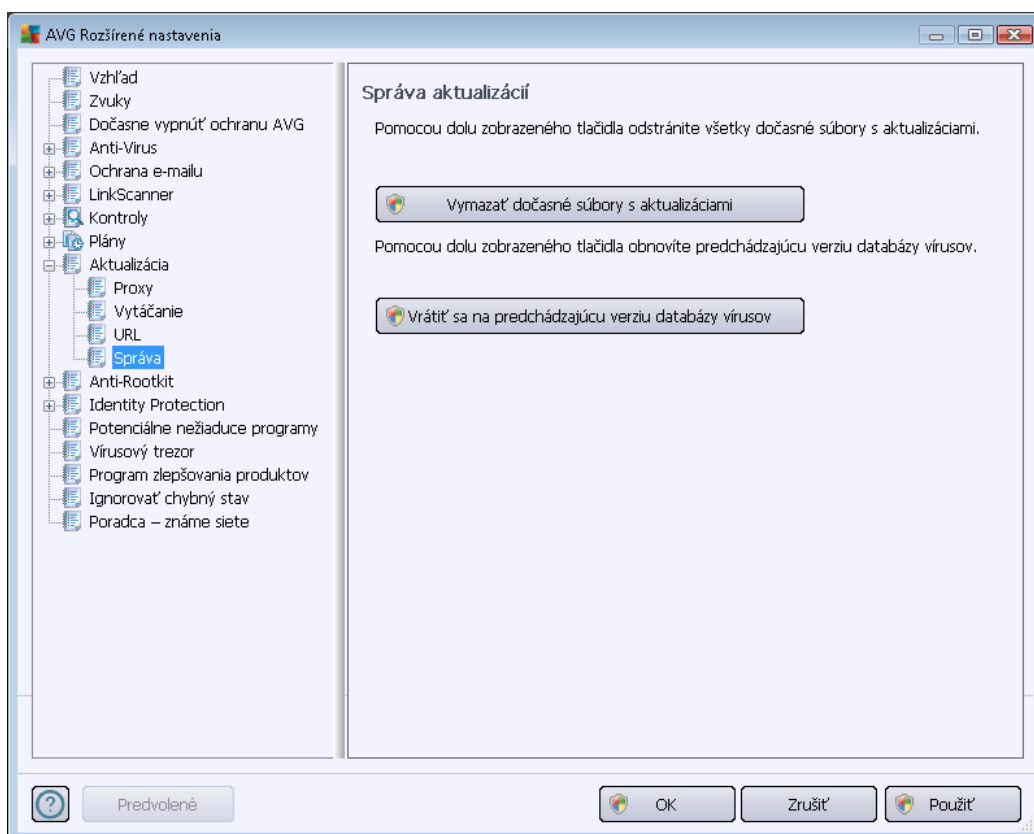 AVG Rozšírené nastavenia
Vzhľad
Zvuky
Dočasne vypnúť ochranu AVG
Anti-Virus
Ochrana e-mailu
LinkScanner
Kontroly
Plány
Aktualizácia
Proxy
Vytáčanie
URL
Správa
Anti-Rootkit
Identity Protection
Potenciálne nežiaduce programy
Vírusový trezor
Program zlepšovania produktov
Ignorovať chybný stav
Poradca – známe siete
Správa aktualizácií
Pomocou dolu zobrazeného tlačidla odstránite všetky dočasné súbory s aktualizáciami.
Vymazať dočasné súbory s aktualizáciami
Pomocou dolu zobrazeného tlačidla obnovíte predchádzajúcu verziu databázy vírusov.
Vrátiť sa na predchádzajúcu verziu databázy vírusov
Predvolené
OK
Zrušiť
Použiť